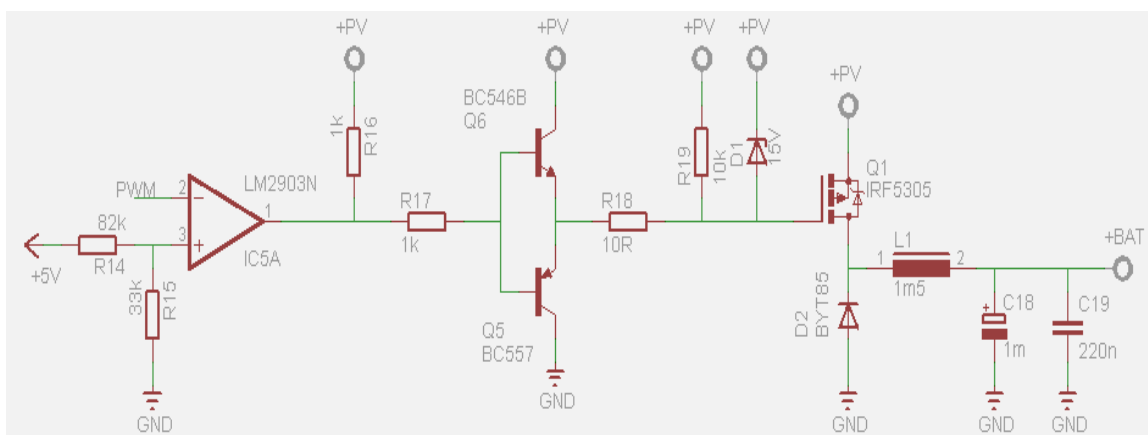 +PV
+PV
+PV
+PV
BC546B
Q6
1k
R16
R19
10k
D1
15V
Q1
IRF5305
PWM
2
LM2903N
1
R17
1k
R18
10R
82k
R14
3
IC5A
+5V
33k
R15
L1
1
2
1m5
+BAT
D2
BYT85
+
C18
1m
C19
220n
Q5
BC557
GND
GND
GND
GND
GND